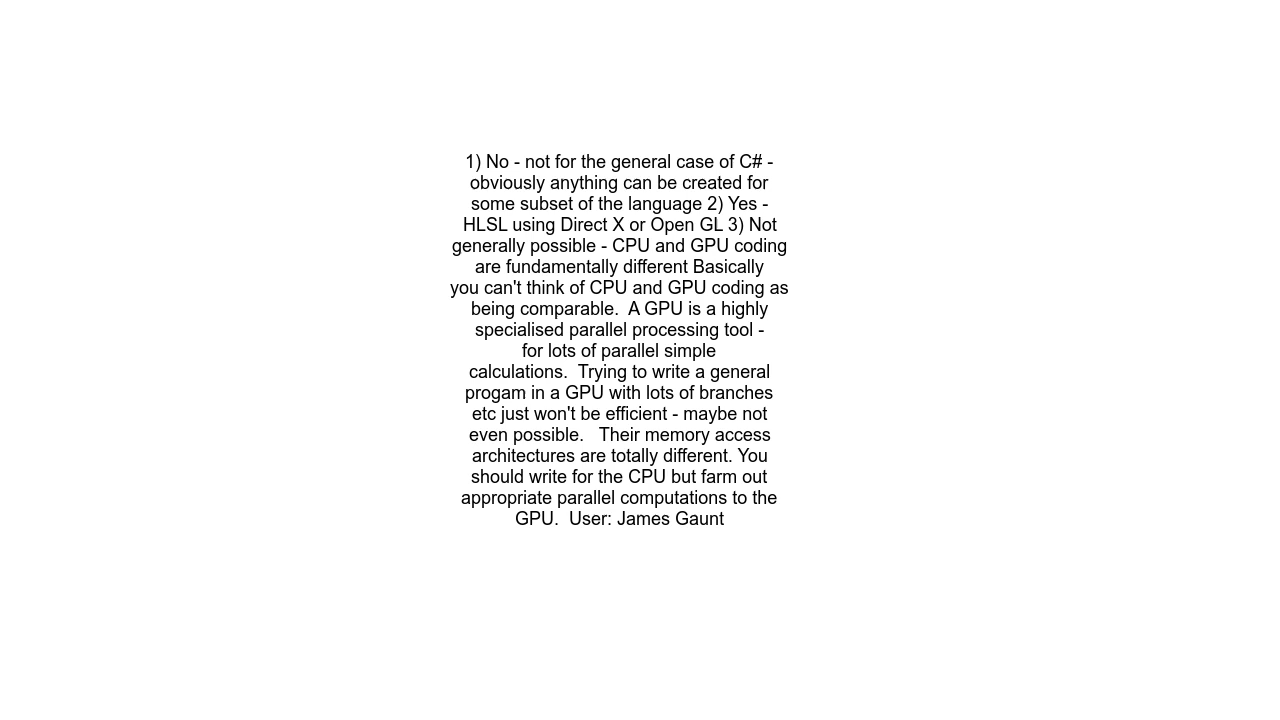 1) No - not for the general case of C# -
obviously anything can be created for
some subset of the language 2) Yes -
HLSL using Direct X or Open GL 3) Not
generally possible - CPU and GPU coding
are fundamentally different Basically
you can't think of CPU and GPU coding as
being comparable.  A GPU is a highly
specialised parallel processing tool -
for lots of parallel simple
calculations.  Trying to write a general
progam in a GPU with lots of branches
etc just won't be efficient - maybe not
even possible.   Their memory access
architectures are totally different. You
should write for the CPU but farm out
appropriate parallel computations to the
GPU.  User: James Gaunt